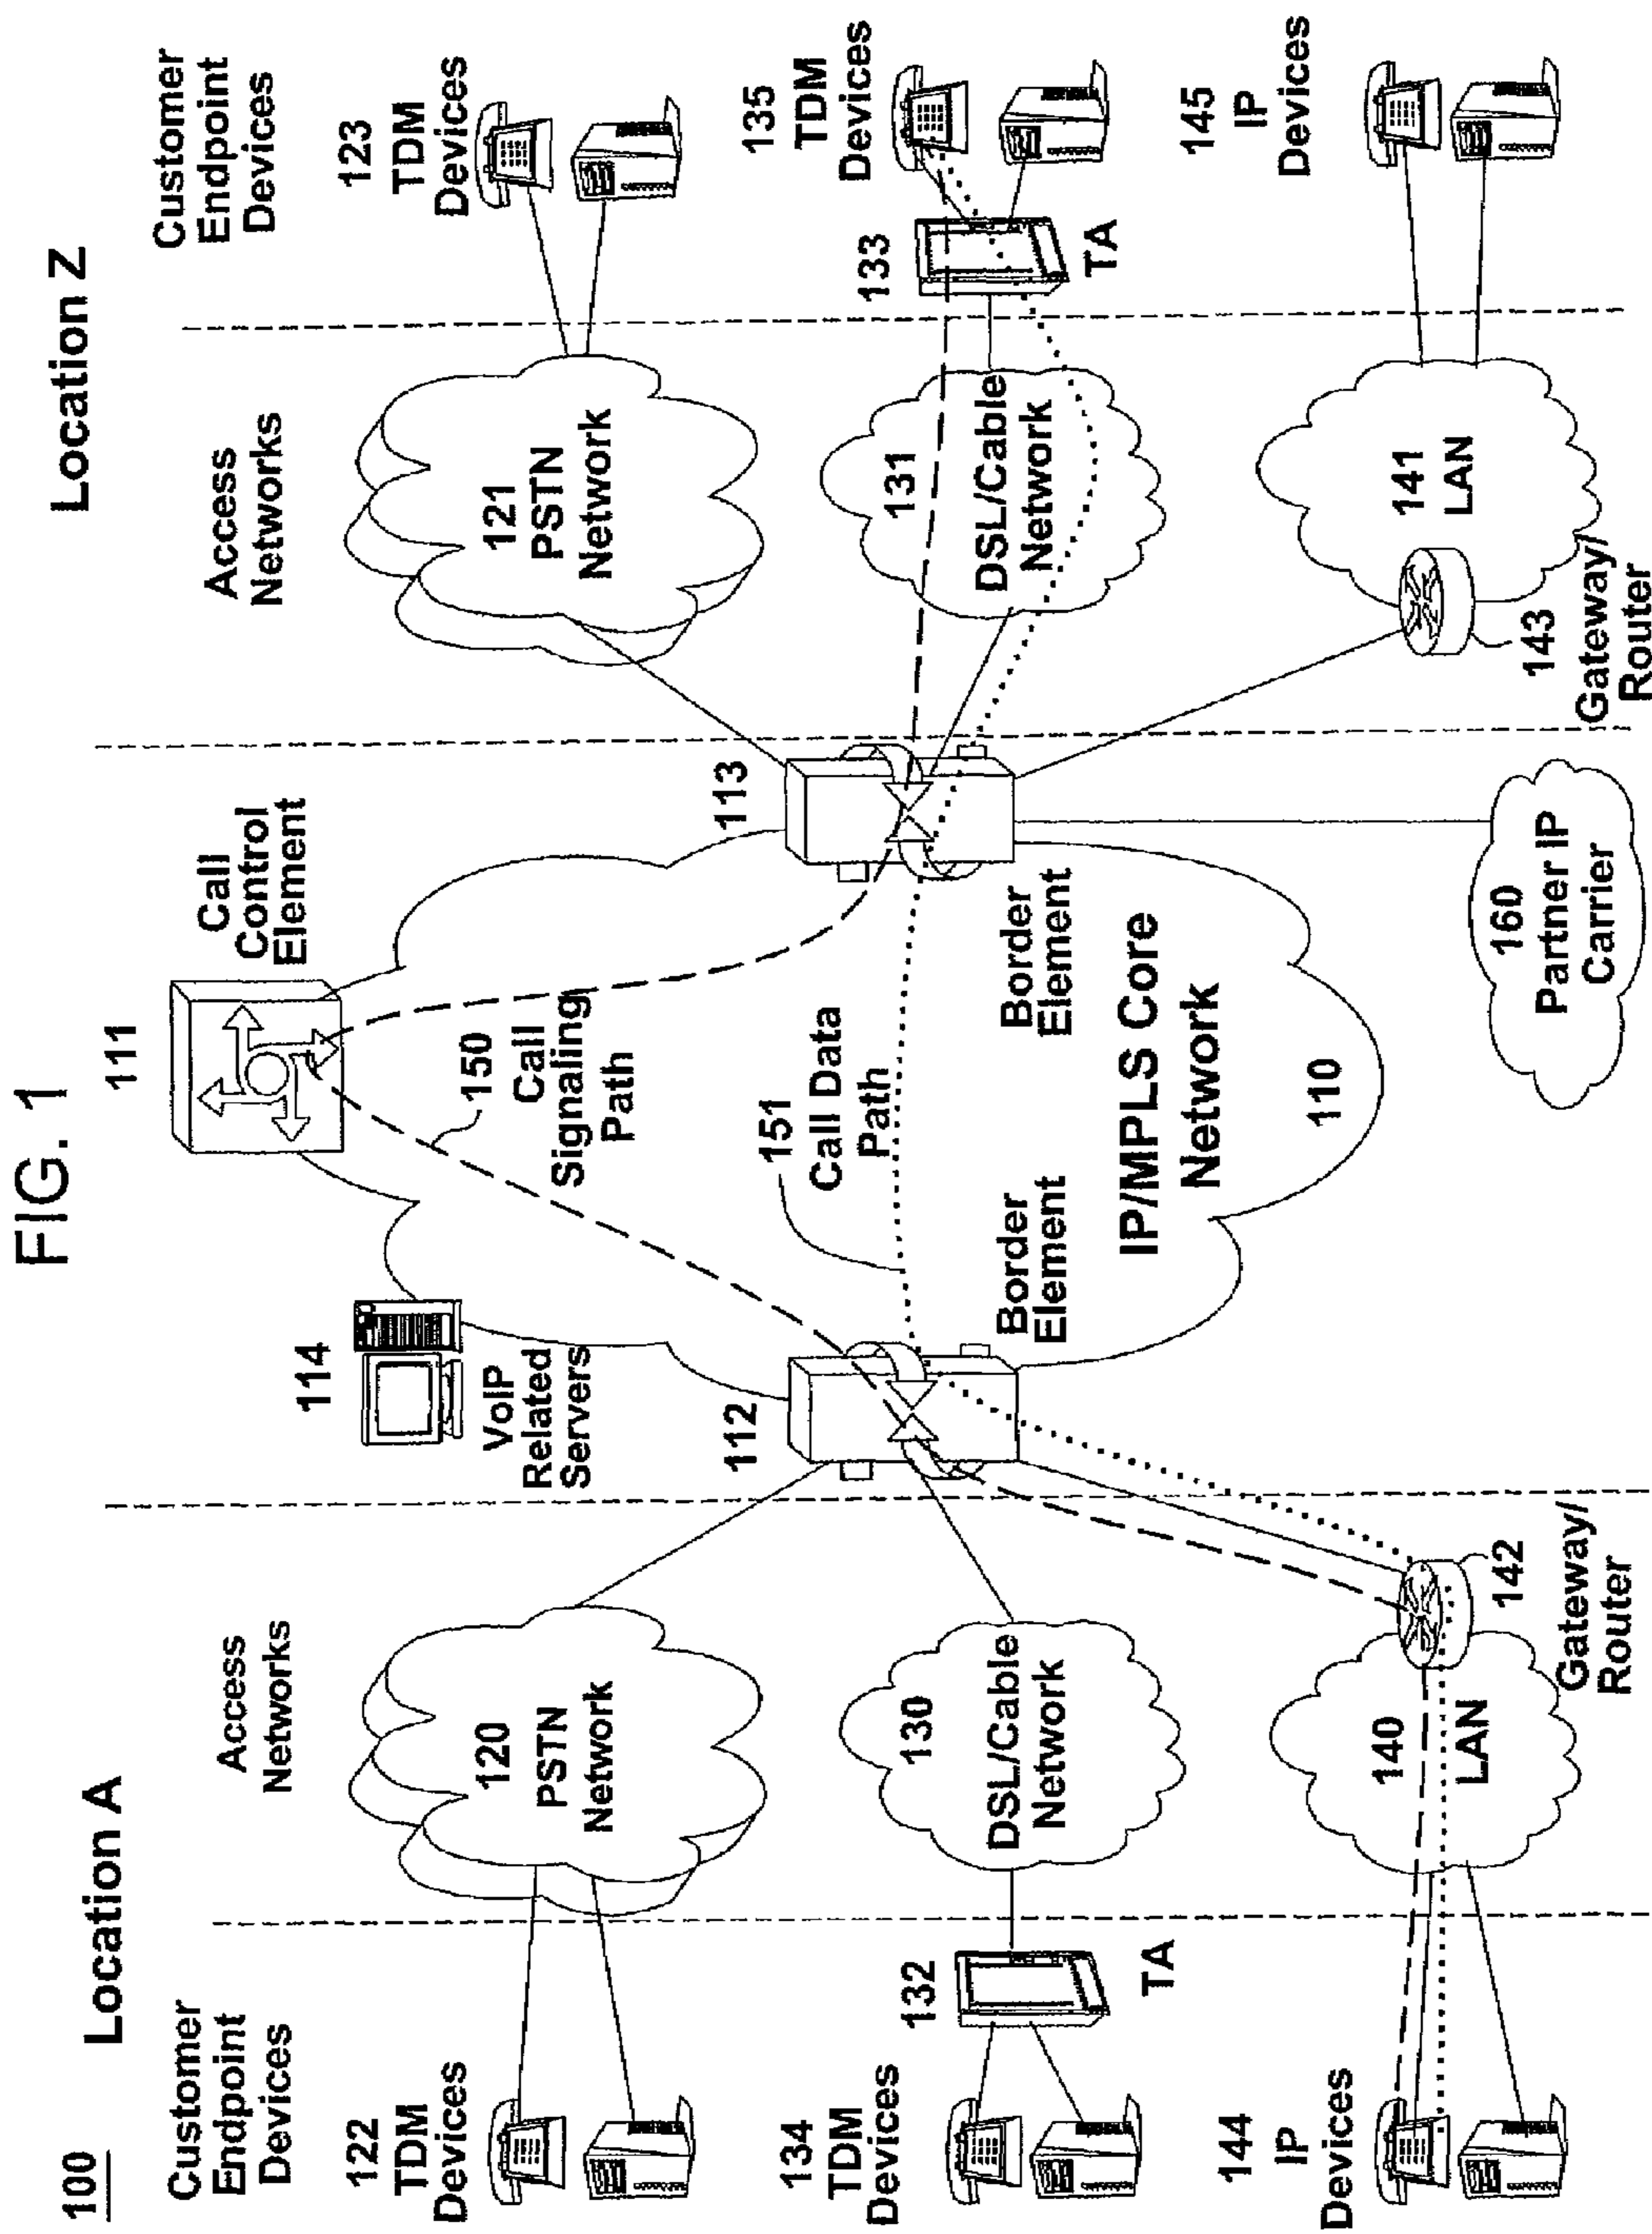 FIG. 1
100
Location A
Location Z
Customer
Endpoint
Devices
Access
Networks
114
VoIP
Related
Servers
111
Call
Control
Element
Access
Networks
Customer
Endpoint
Devices
122
TDM
Devices
120
PSTN
Network
150
Call
Signaling
Path
121
PSTN
Network
123
TDM
Devices
134
TDM
Devices
132
TA
130
DSL/Cable
Network
112
Border
Element
151
Call Data
Path
113
Border
Element
131
DSL/Cable
Network
133
TA
135
TDM
Devices
IP/MPLS Core
Network
110
144
IP
Devices
140
LAN
142
Gateway/
Router
160
Partner IP
Carrier
143
Gateway/
Router
141
LAN
145
IP
Devices